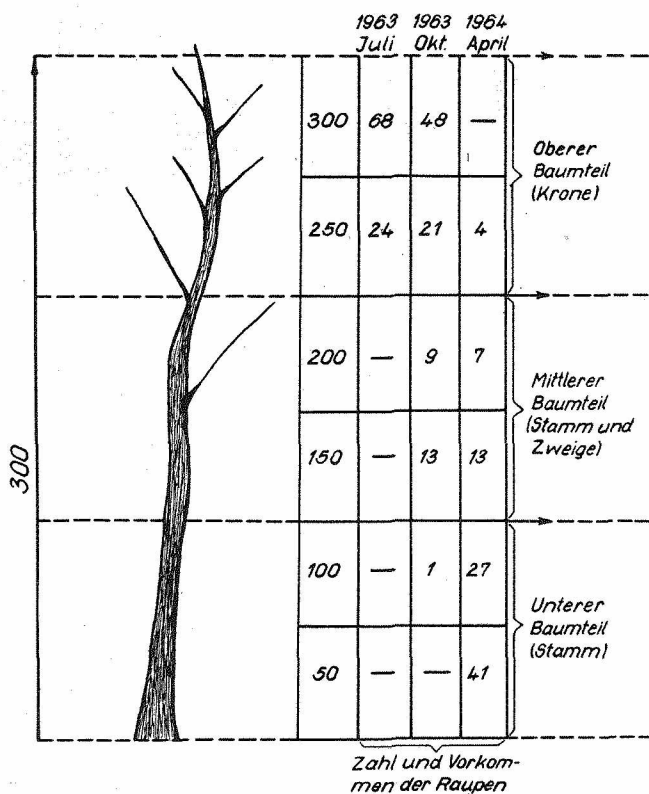 1963 1963 1964
Juli Okt. April
300 68 48 —
Oberer
Baumteil
(Krone)
250 24 21 4
200 — 9 7
Mittlerer
Baumteil
(Stamm und
Zweige)
150 — 13 13
300
100 — 1 27
Unterer
Baumteil
(Stamm)
50 — — 41
Zahl und Vorkom-
men der Raupen